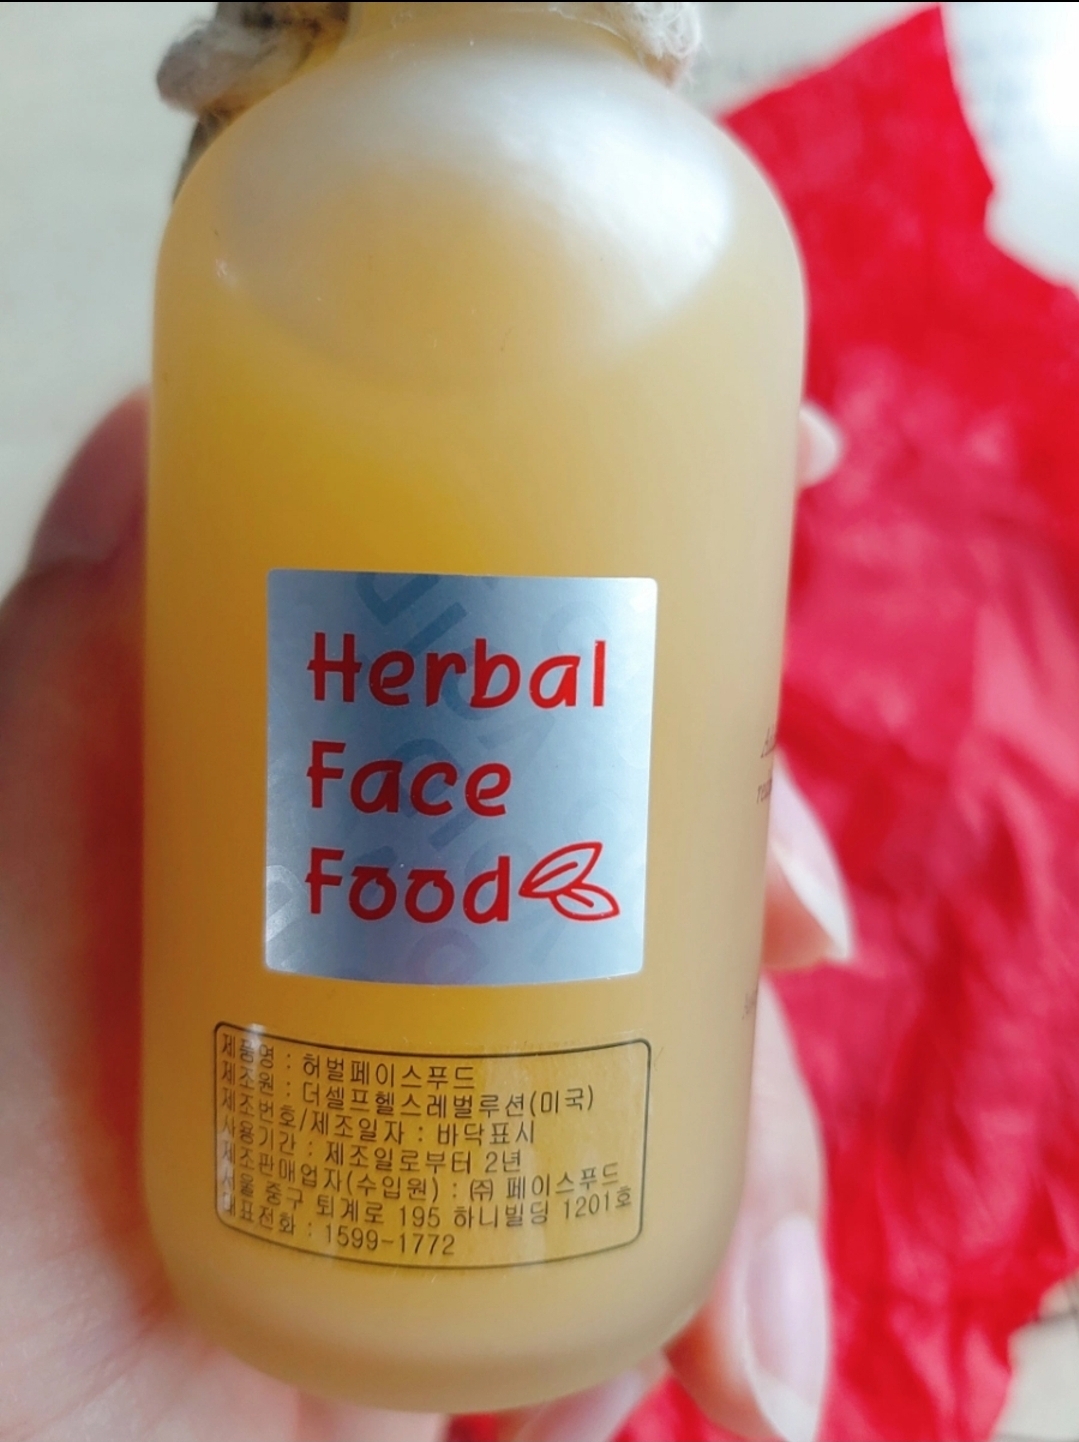 Herbal
Face
Food
제품명 : 허벌페이스푸드
제조원 : 더셀프헬스레벌루션(미국)
제조번호/제조일자 : 바닥표시
사용기간 : 제조일로부터 2년
제조판매업자(수입원) : ㈜ 페이스푸드
서울 중구 퇴계로 195 하니빌딩 1201호
대표전화 : 1599-1772